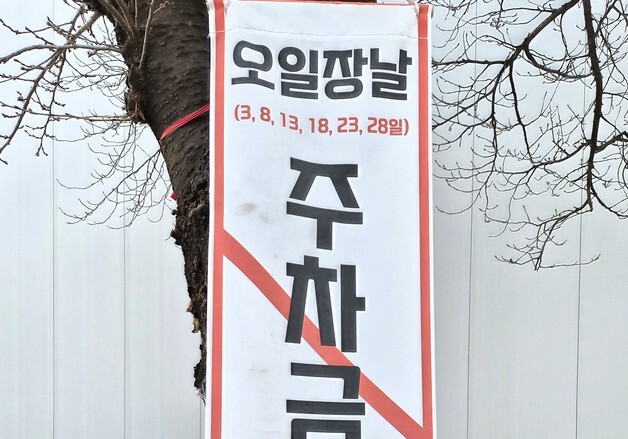 오일장날
(3, 8, 13, 18, 23, 28일)
주차